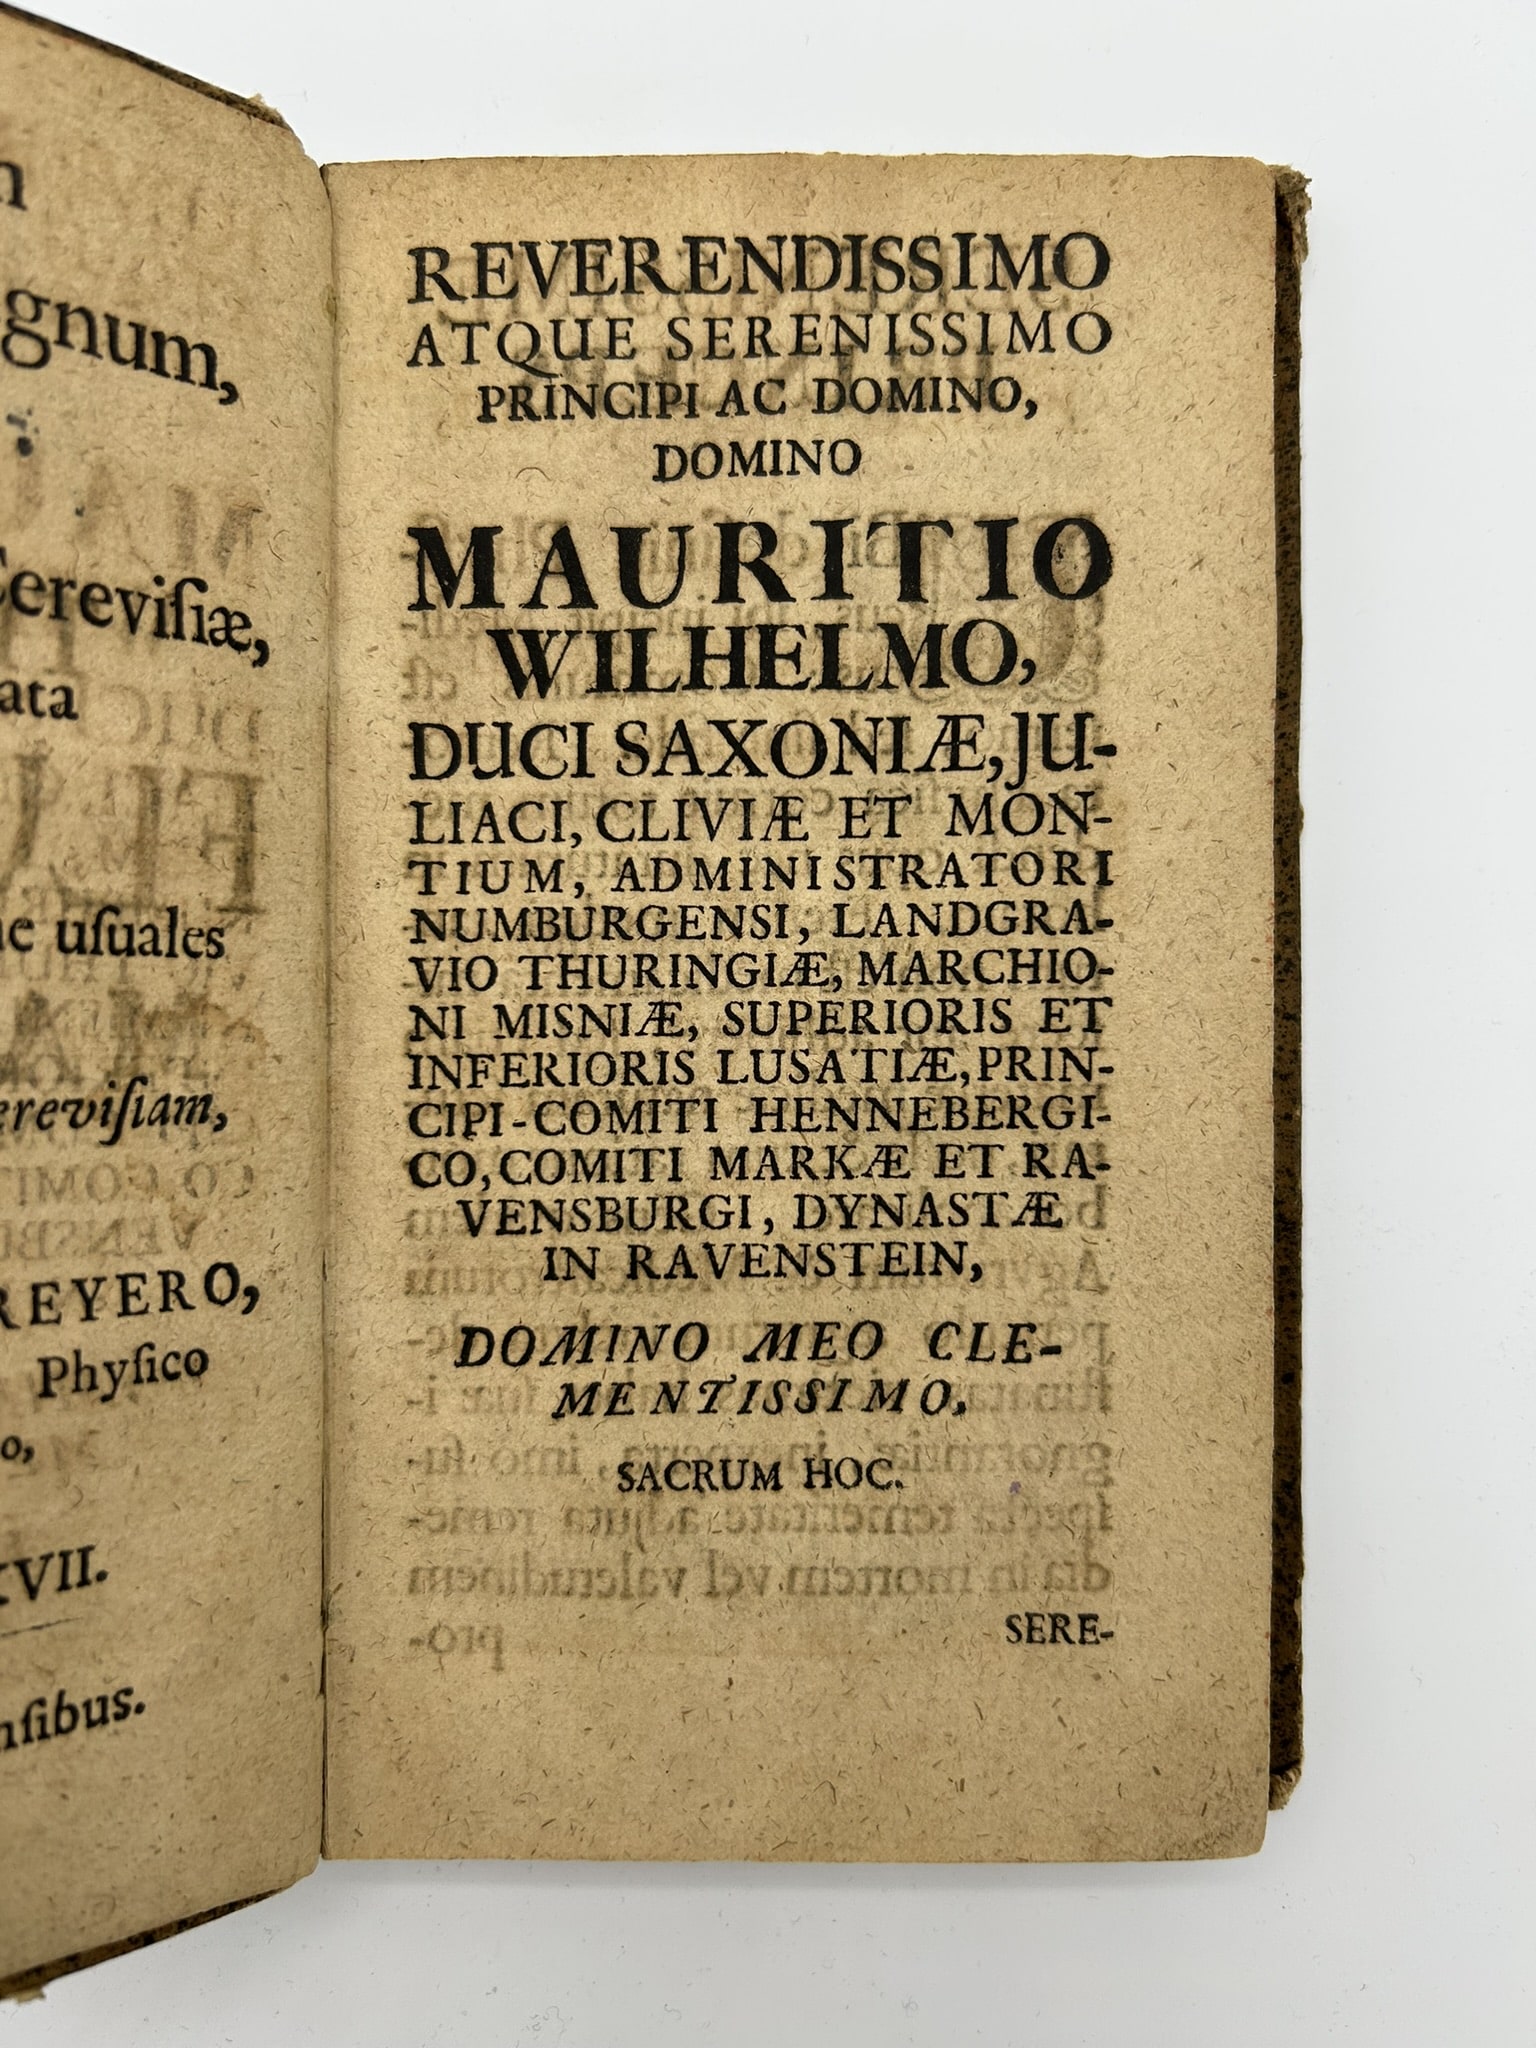 gnum,
Cereviſiæ,
ata
uſuales
ereviſiam,
REYERO,
Phyſico
o,
XVII.
nſibus.
REVERENDISSIMO
ATQUE SERENISSIMO
PRINCIPI AC DOMINO,
DOMINO
MAURITIO
WILHELMO,
DUCI SAXONIÆ, JU-
LIACI, CLIVIÆ ET MON-
TIUM, ADMINISTRATORI
NUMBURGENSI, LANDGRA-
VIO THURINGIÆ, MARCHIO-
NI MISNIÆ, SUPERIORIS ET
INFERIORIS LUSATIÆ, PRIN-
CIPI-COMITI HENNEBERGI-
CO, COMITI MARKÆ ET RA-
VENSBURGI, DYNASTÆ
IN RAVENSTEIN,
DOMINO MEO CLE-
MENTISSIMO,
SACRUM HOC.
SERE-